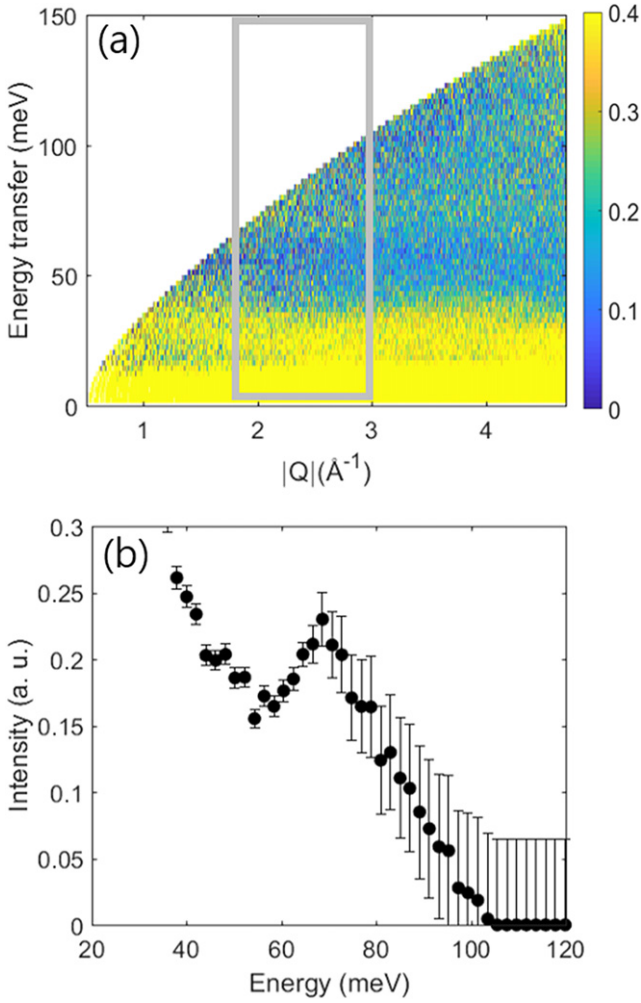 (a)
150
100
50
0
Energy transfer (meV)
1 2 3 4
|Q|(Å⁻¹)
0.4
0.3
0.2
0.1
0
(b)
0.3
0.25
0.2
0.15
0.1
0.05
0
Intensity (a. u.)
20 40 60 80 100 120
Energy (meV)